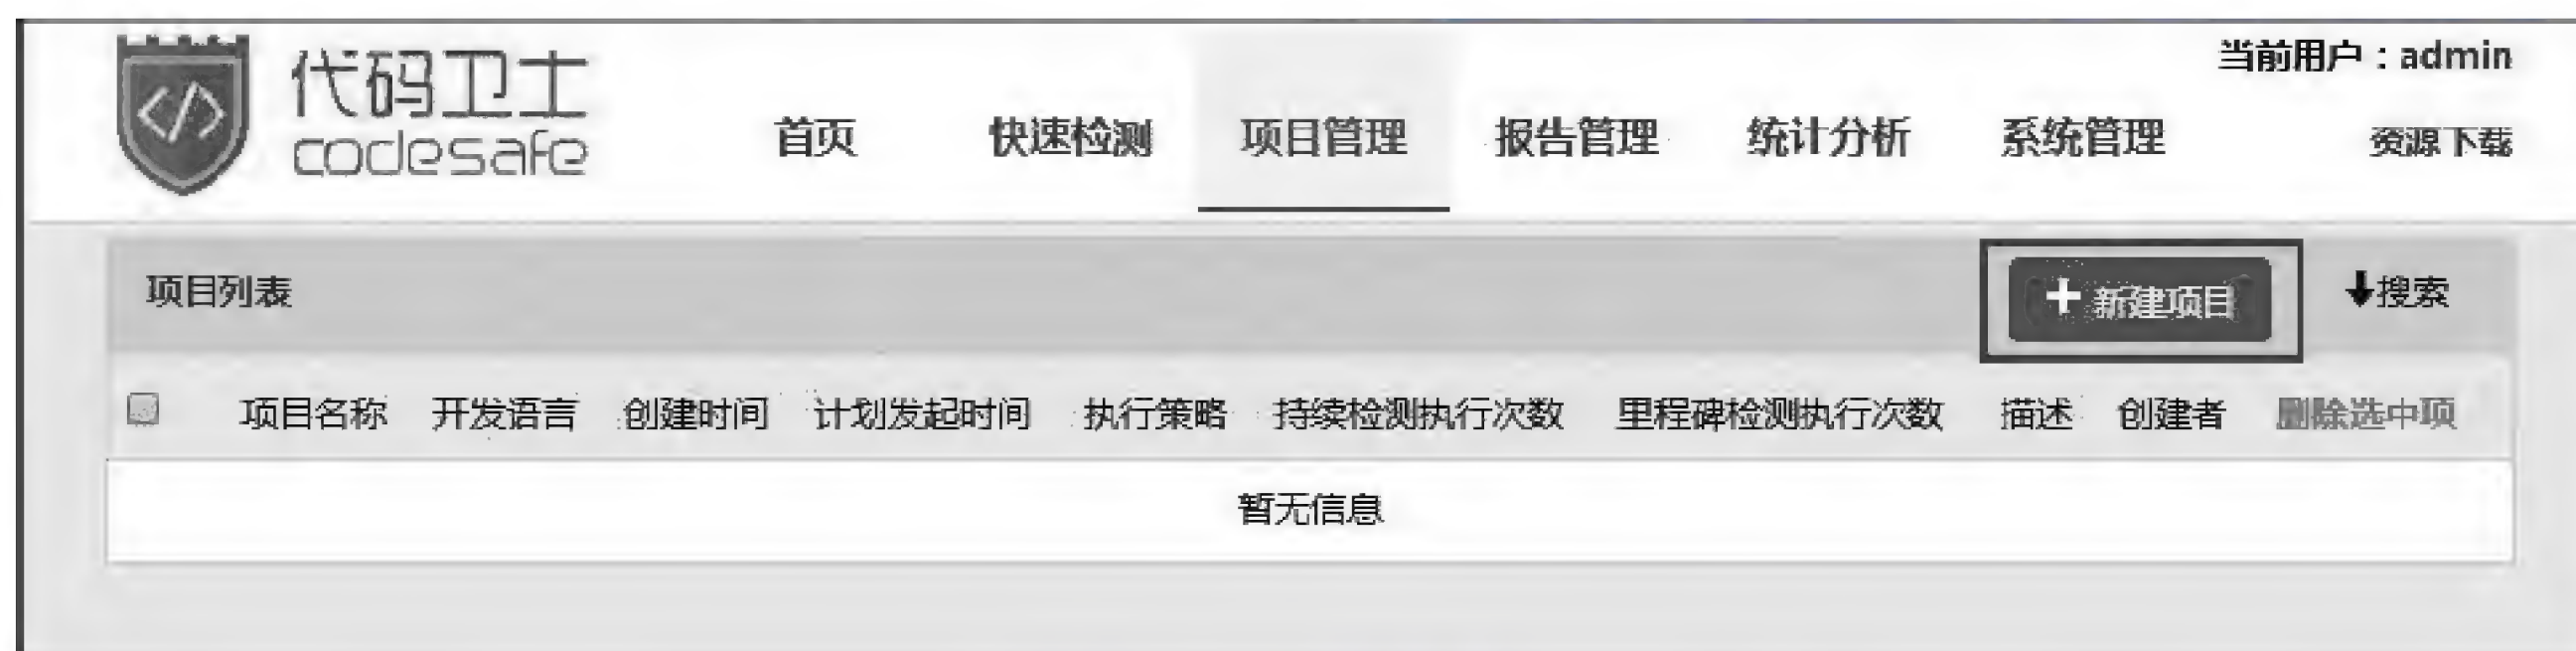 代码卫士
codesafe
当前用户：admin
首页 快速检测 项目管理 报告管理 统计分析 系统管理 资源下载
项目列表 新建项目 搜索
项目名称 开发语言 创建时间 计划发起时间 执行策略 持续检测执行次数 里程碑检测执行次数 描述 创建者 删除选中项
暂无信息